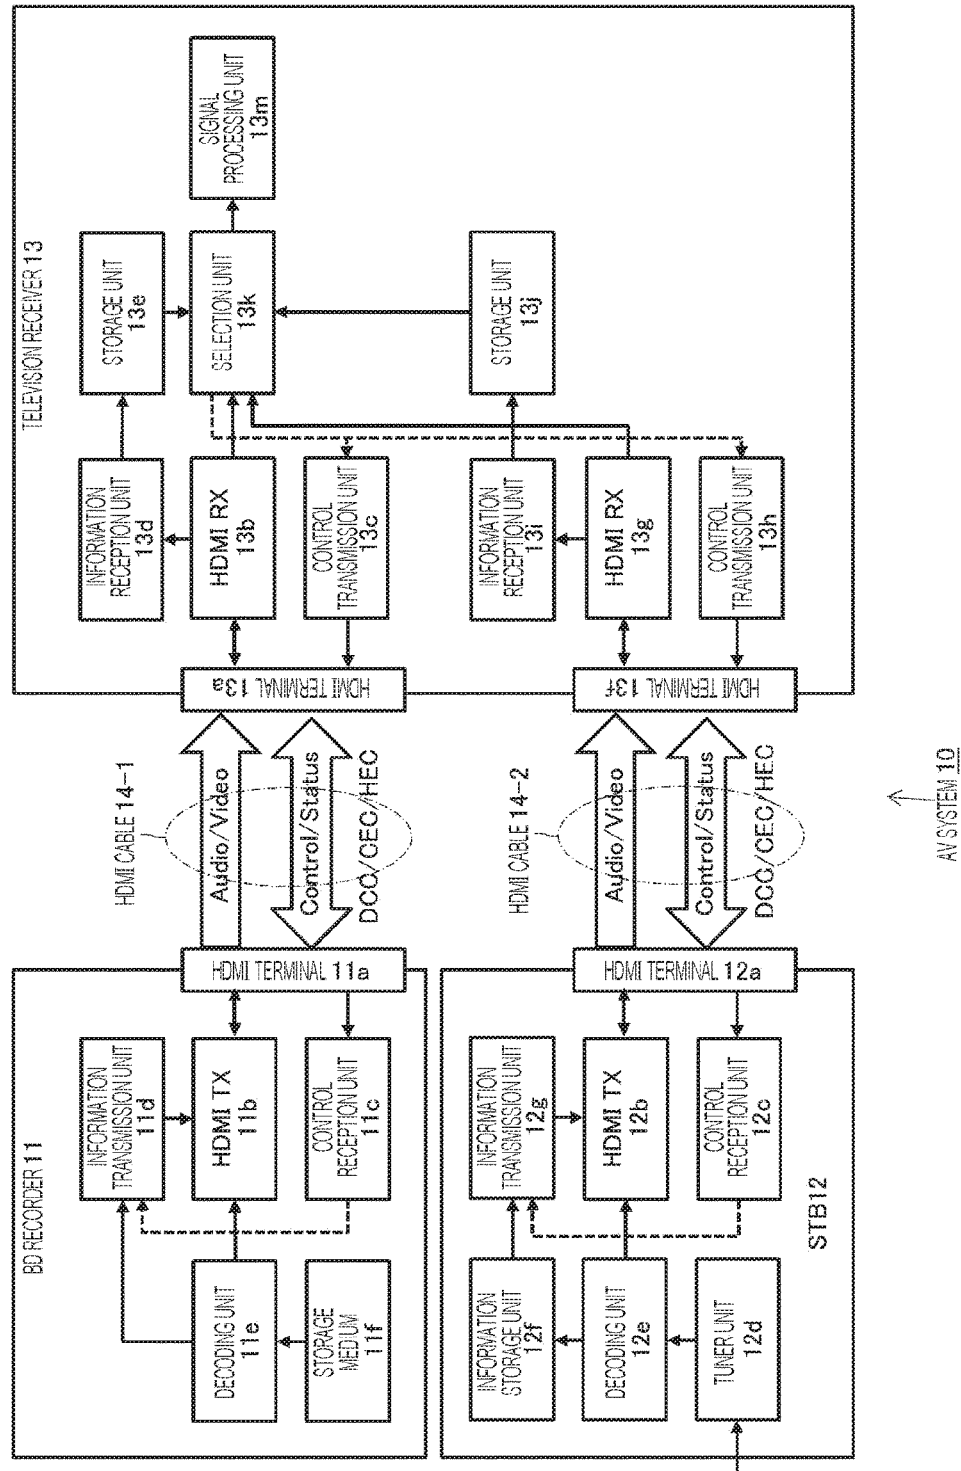 BD RECORDER 11
INFORMATION
TRANSMISSION UNIT
11d
HDMI TX
11b
CONTROL
RECEPTION UNIT
11c
DECODING UNIT
11e
STORAGE
MEDIUM
11f
HDMI TERMINAL 11a
STB12
INFORMATION
STORAGE UNIT
12f
DECODING UNIT
12e
TUNER UNIT
12d
INFORMATION
TRANSMISSION UNIT
12g
HDMI TX
12b
CONTROL
RECEPTION UNIT
12c
HDMI TERMINAL 12a
HDMI CABLE 14-1
Audio/Video
Control/Status
DCC/CEC/HEC
HDMI CABLE 14-2
Audio/Video
Control/Status
DCC/CEC/HEC
TELEVISION RECEIVER 13
HDMI TERMINAL 13a
INFORMATION
RECEPTION UNIT
13d
HDMI RX
13b
CONTROL
TRANSMISSION UNIT
13c
STORAGE UNIT
13e
SELECTION UNIT
13k
SIGNAL
PROCESSING UNIT
13m
HDMI TERMINAL 13f
INFORMATION
RECEPTION UNIT
13i
HDMI RX
13g
CONTROL
TRANSMISSION UNIT
13h
STORAGE UNIT
13j
AV SYSTEM 10